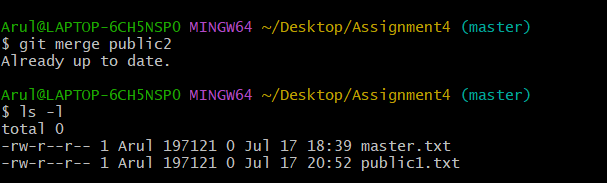 Arul@LAPTOP-6CH5NSP0 MINGW64 ~/Desktop/Assignment4 (master)
$ git merge public2
Already up to date.
Arul@LAPTOP-6CH5NSP0 MINGW64 ~/Desktop/Assignment4 (master)
$ ls -l
total 0
-rw-r--r-- 1 Arul 197121 0 Jul 17 18:39 master.txt
-rw-r--r-- 1 Arul 197121 0 Jul 17 20:52 public1.txt